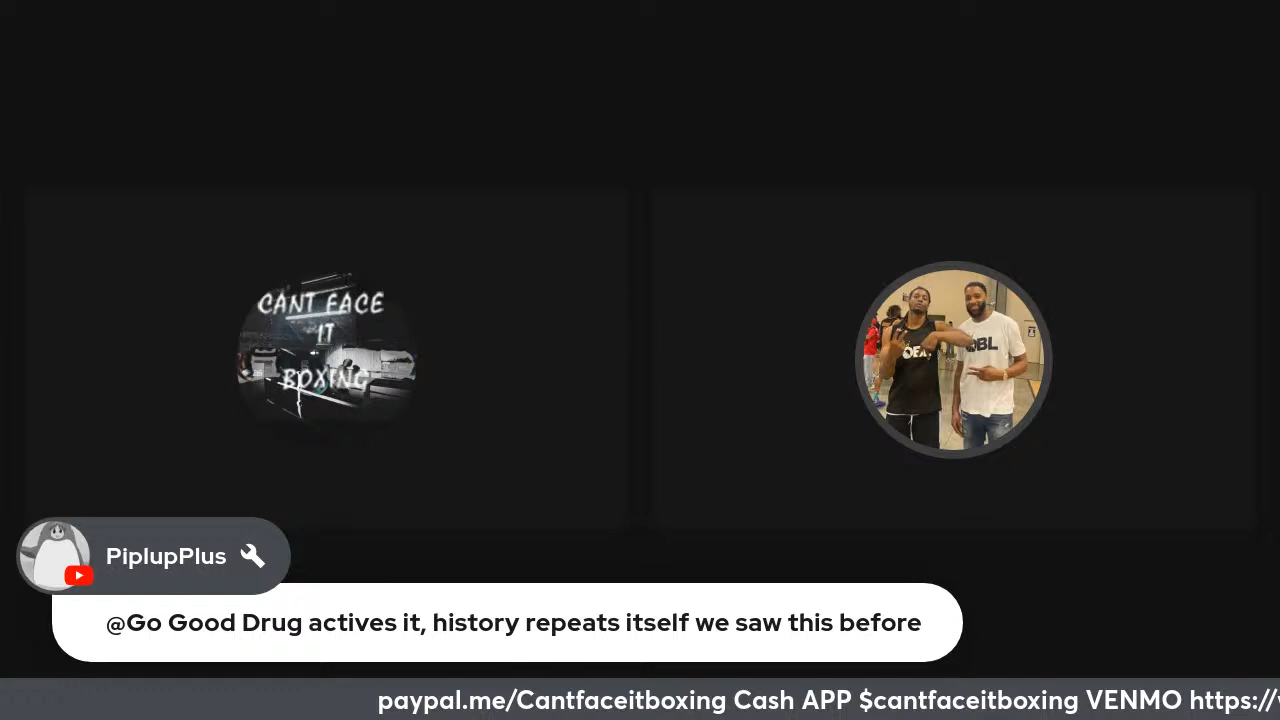 CANT FACE
IT
BOXING
QBL
PiplupPlus
@Go Good Drug actives it, history repeats itself we saw this before
paypal.me/Cantfaceitboxing Cash APP $cantfaceitboxing VENMO https://